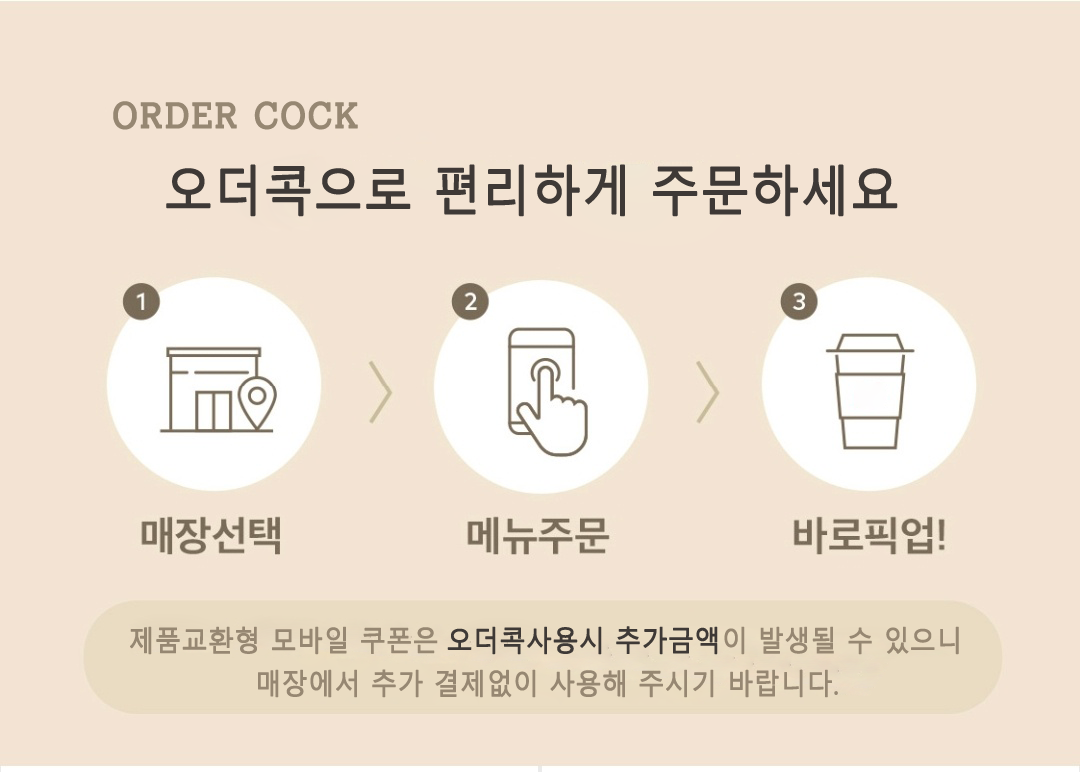 ORDER COCK
오더콕으로 편리하게 주문하세요
1
2
3
매장선택
메뉴주문
바로픽업!
제품교환형 모바일 쿠폰은 오더콕사용시 추가금액이 발생될 수 있으니
매장에서 추가 결제없이 사용해 주시기 바랍니다.